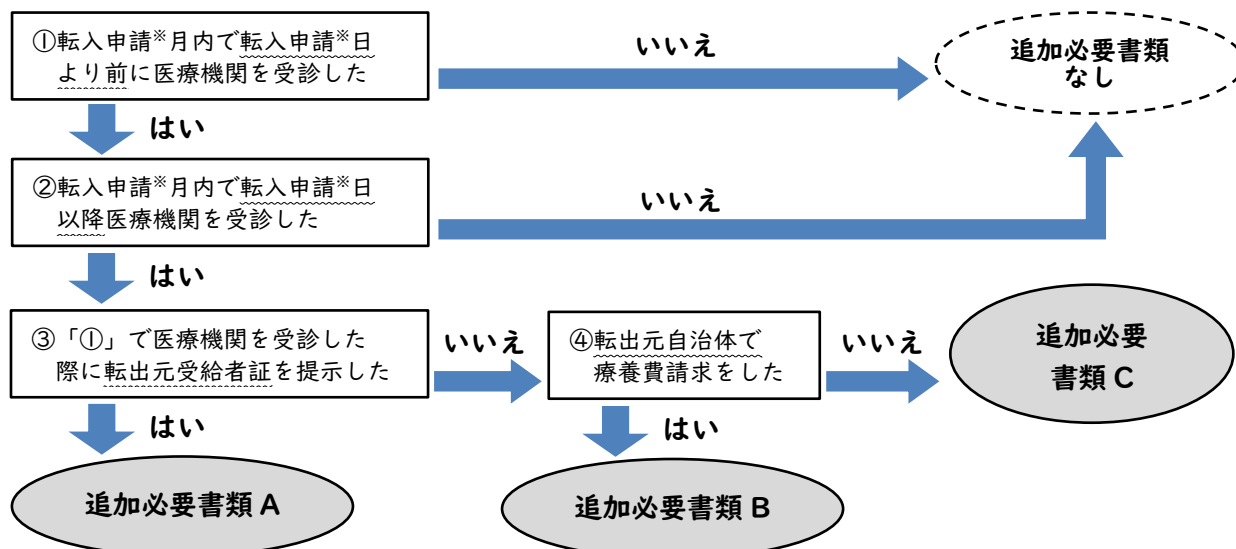 ①転入申請※月内で転入申請※日
より前に医療機関を受診した
いいえ
追加必要書類
なし
はい
②転入申請※月内で転入申請※日
以降医療機関を受診した
いいえ
はい
③「①」で医療機関を受診した
際に転出元受給者証を提示した
いいえ
④転出元自治体で
療養費請求をした
いいえ
追加必要
書類C
はい
はい
追加必要書類A
追加必要書類B